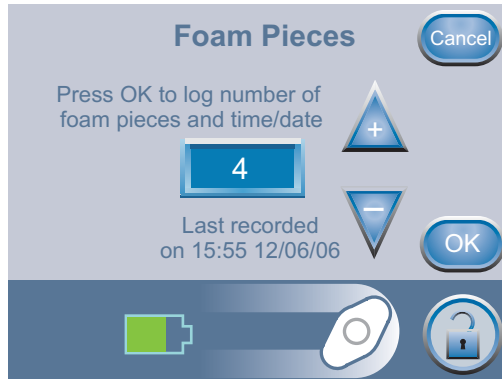 Foam Pieces
Cancel
Press OK to log number of
foam pieces and time/date
+
4
–
Last recorded
on 15:55 12/06/06
OK